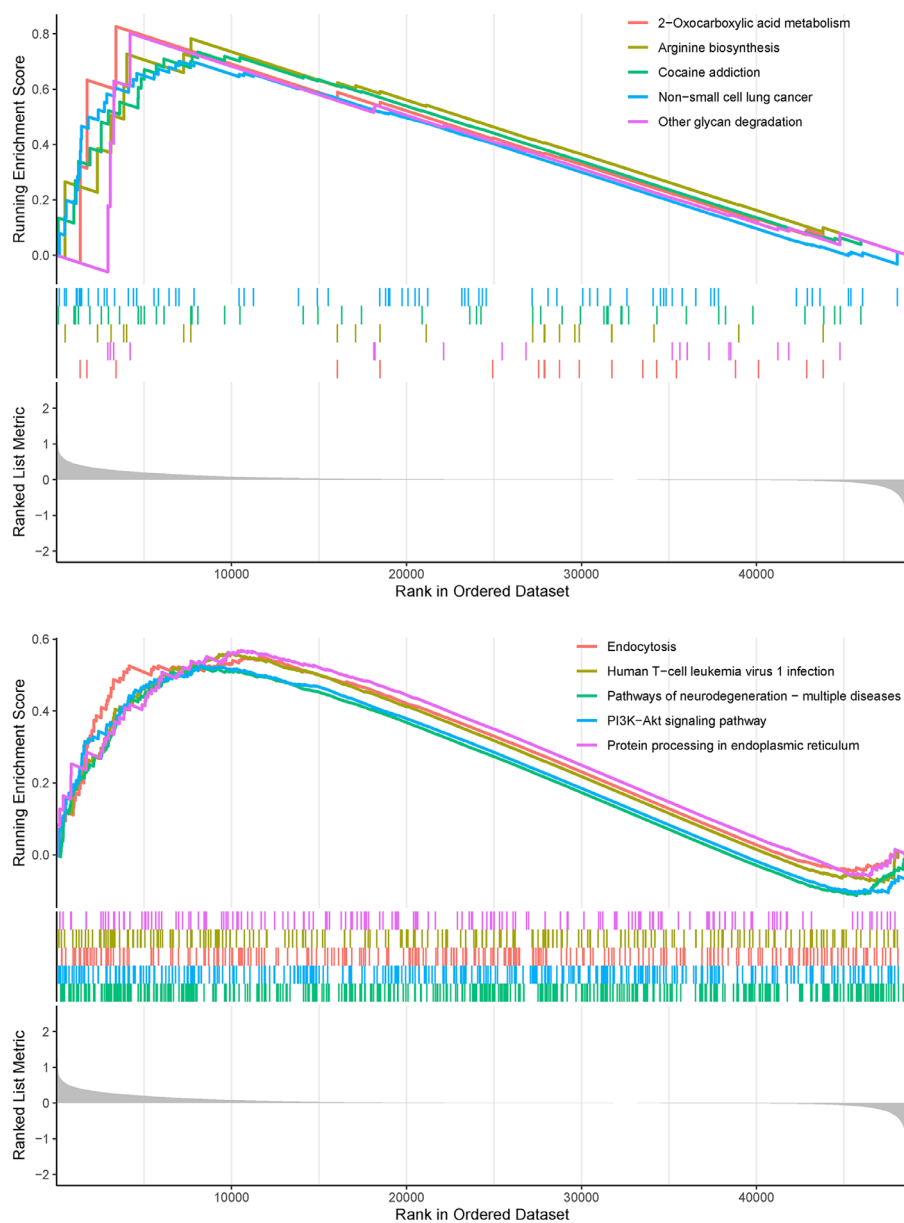 2−Oxocarboxylic acid metabolism
Arginine biosynthesis
Cocaine addiction
Non−small cell lung cancer
Other glycan degradation
Running Enrichment Score
0.8
0.6
0.4
0.2
0.0
Ranked List Metric
2
1
0
−1
−2
10000 20000 30000 40000
Rank in Ordered Dataset
Endocytosis
Human T−cell leukemia virus 1 infection
Pathways of neurodegeneration − multiple diseases
PI3K−Akt signaling pathway
Protein processing in endoplasmic reticulum
Running Enrichment Score
0.6
0.4
0.2
0.0
Ranked List Metric
2
1
0
−1
−2
10000 20000 30000 40000
Rank in Ordered Dataset